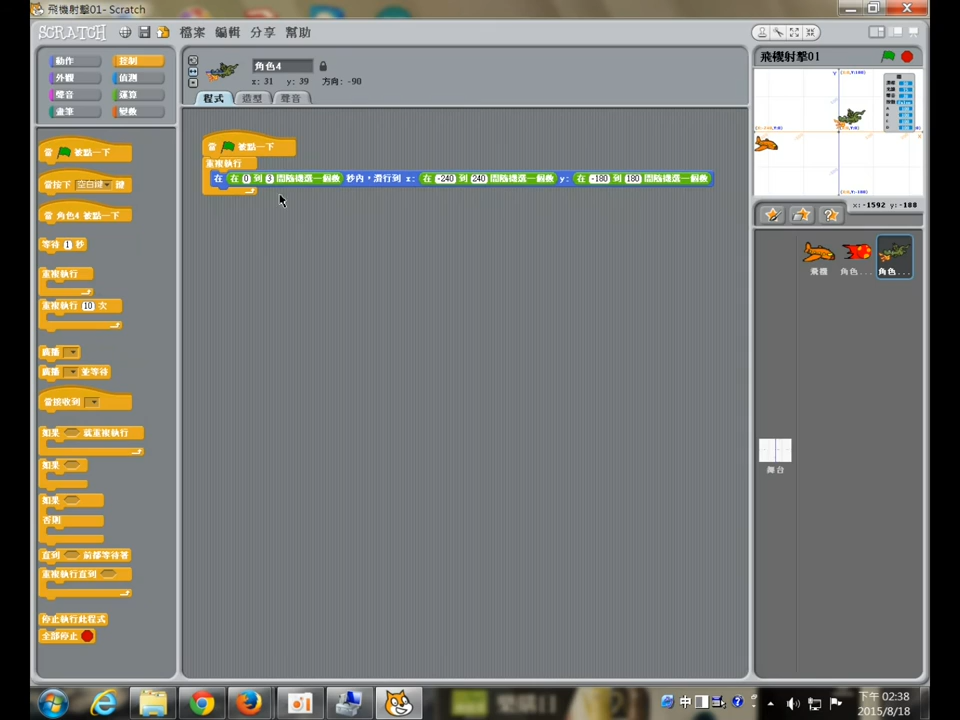 飛機射擊01- Scratch
SCRATCH 檔案 編輯 分享 幫助
動作 控制
外觀 偵測
聲音 運算
畫筆 變數
當 被點一下
當按下 空白鍵 鍵
當 角色4 被點一下
等待 1 秒
重複執行
重複執行 10 次
廣播
廣播 並等待
當接收到
如果 就重複執行
如果
如果
否則
直到 前都等待著
重複執行直到
停止執行此程式
全部停止
角色4
x: 31 y: 39 方向: -90
程式 造型 聲音
當 被點一下
重複執行
在 在 0 到 3 間隨機選一個數 秒內，滑行到 x: 在 -240 到 240 間隨機選一個數 y: 在 -180 到 180 間隨機選一個數
飛機射擊01
x:-1592 y:-180
飛機 角色... 角色...
舞台
中
下午 02:38
2015/8/18